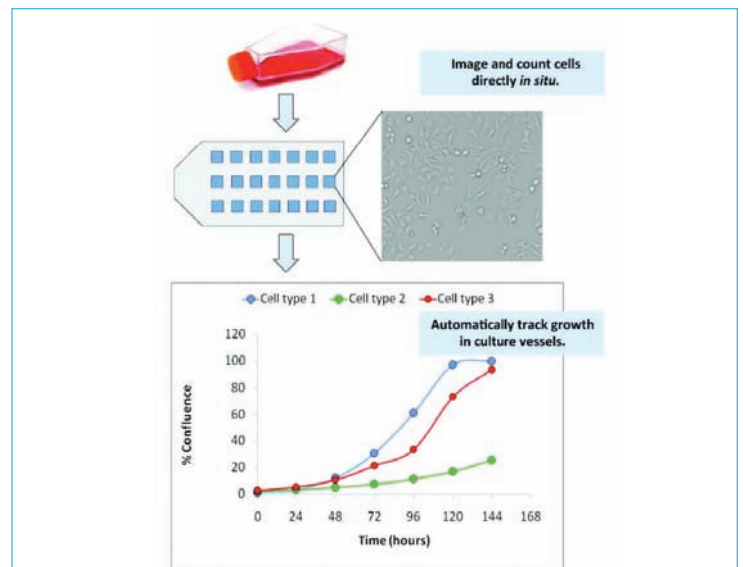 Image and count cells
directly in situ.
Cell type 1 Cell type 2 Cell type 3
Automatically track growth
in culture vessels.
120
100
80
60
40
20
0
% Confluence
0 24 48 72 96 120 144 168
Time (hours)